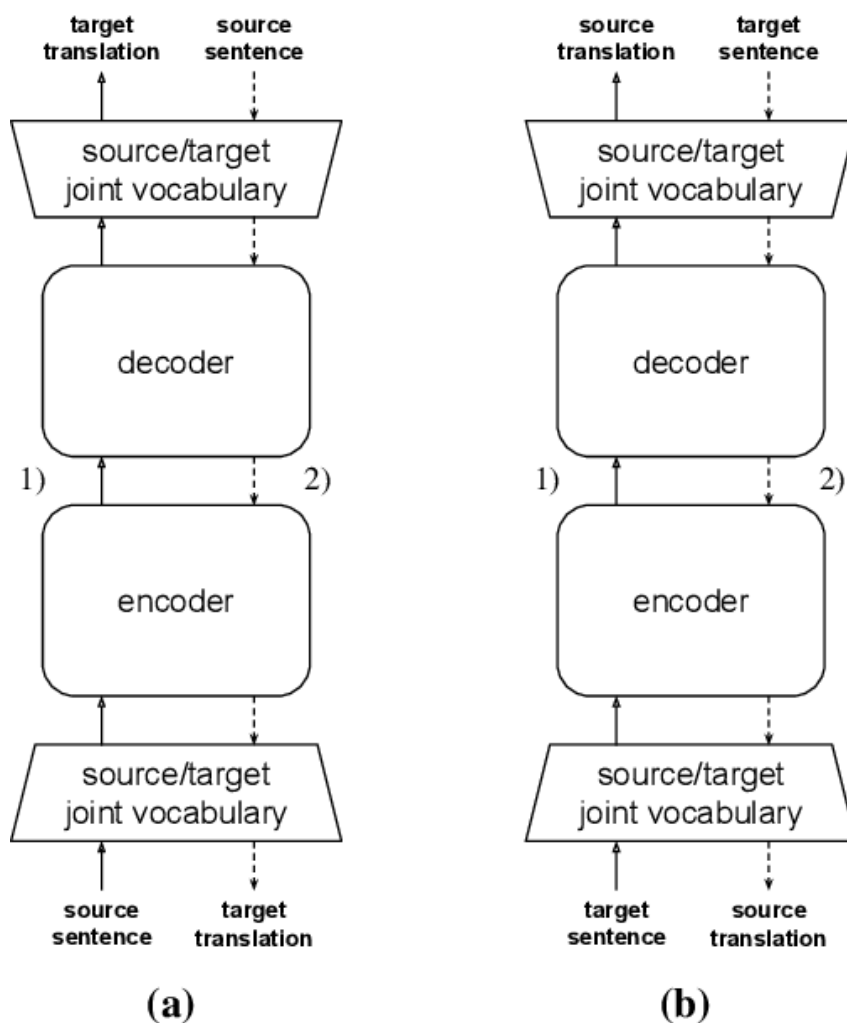 target translation
source sentence
source/target
joint vocabulary
decoder
1)
2)
encoder
source/target
joint vocabulary
source sentence
target translation
(a)
source translation
target sentence
source/target
joint vocabulary
decoder
1)
2)
encoder
source/target
joint vocabulary
target sentence
source translation
(b)